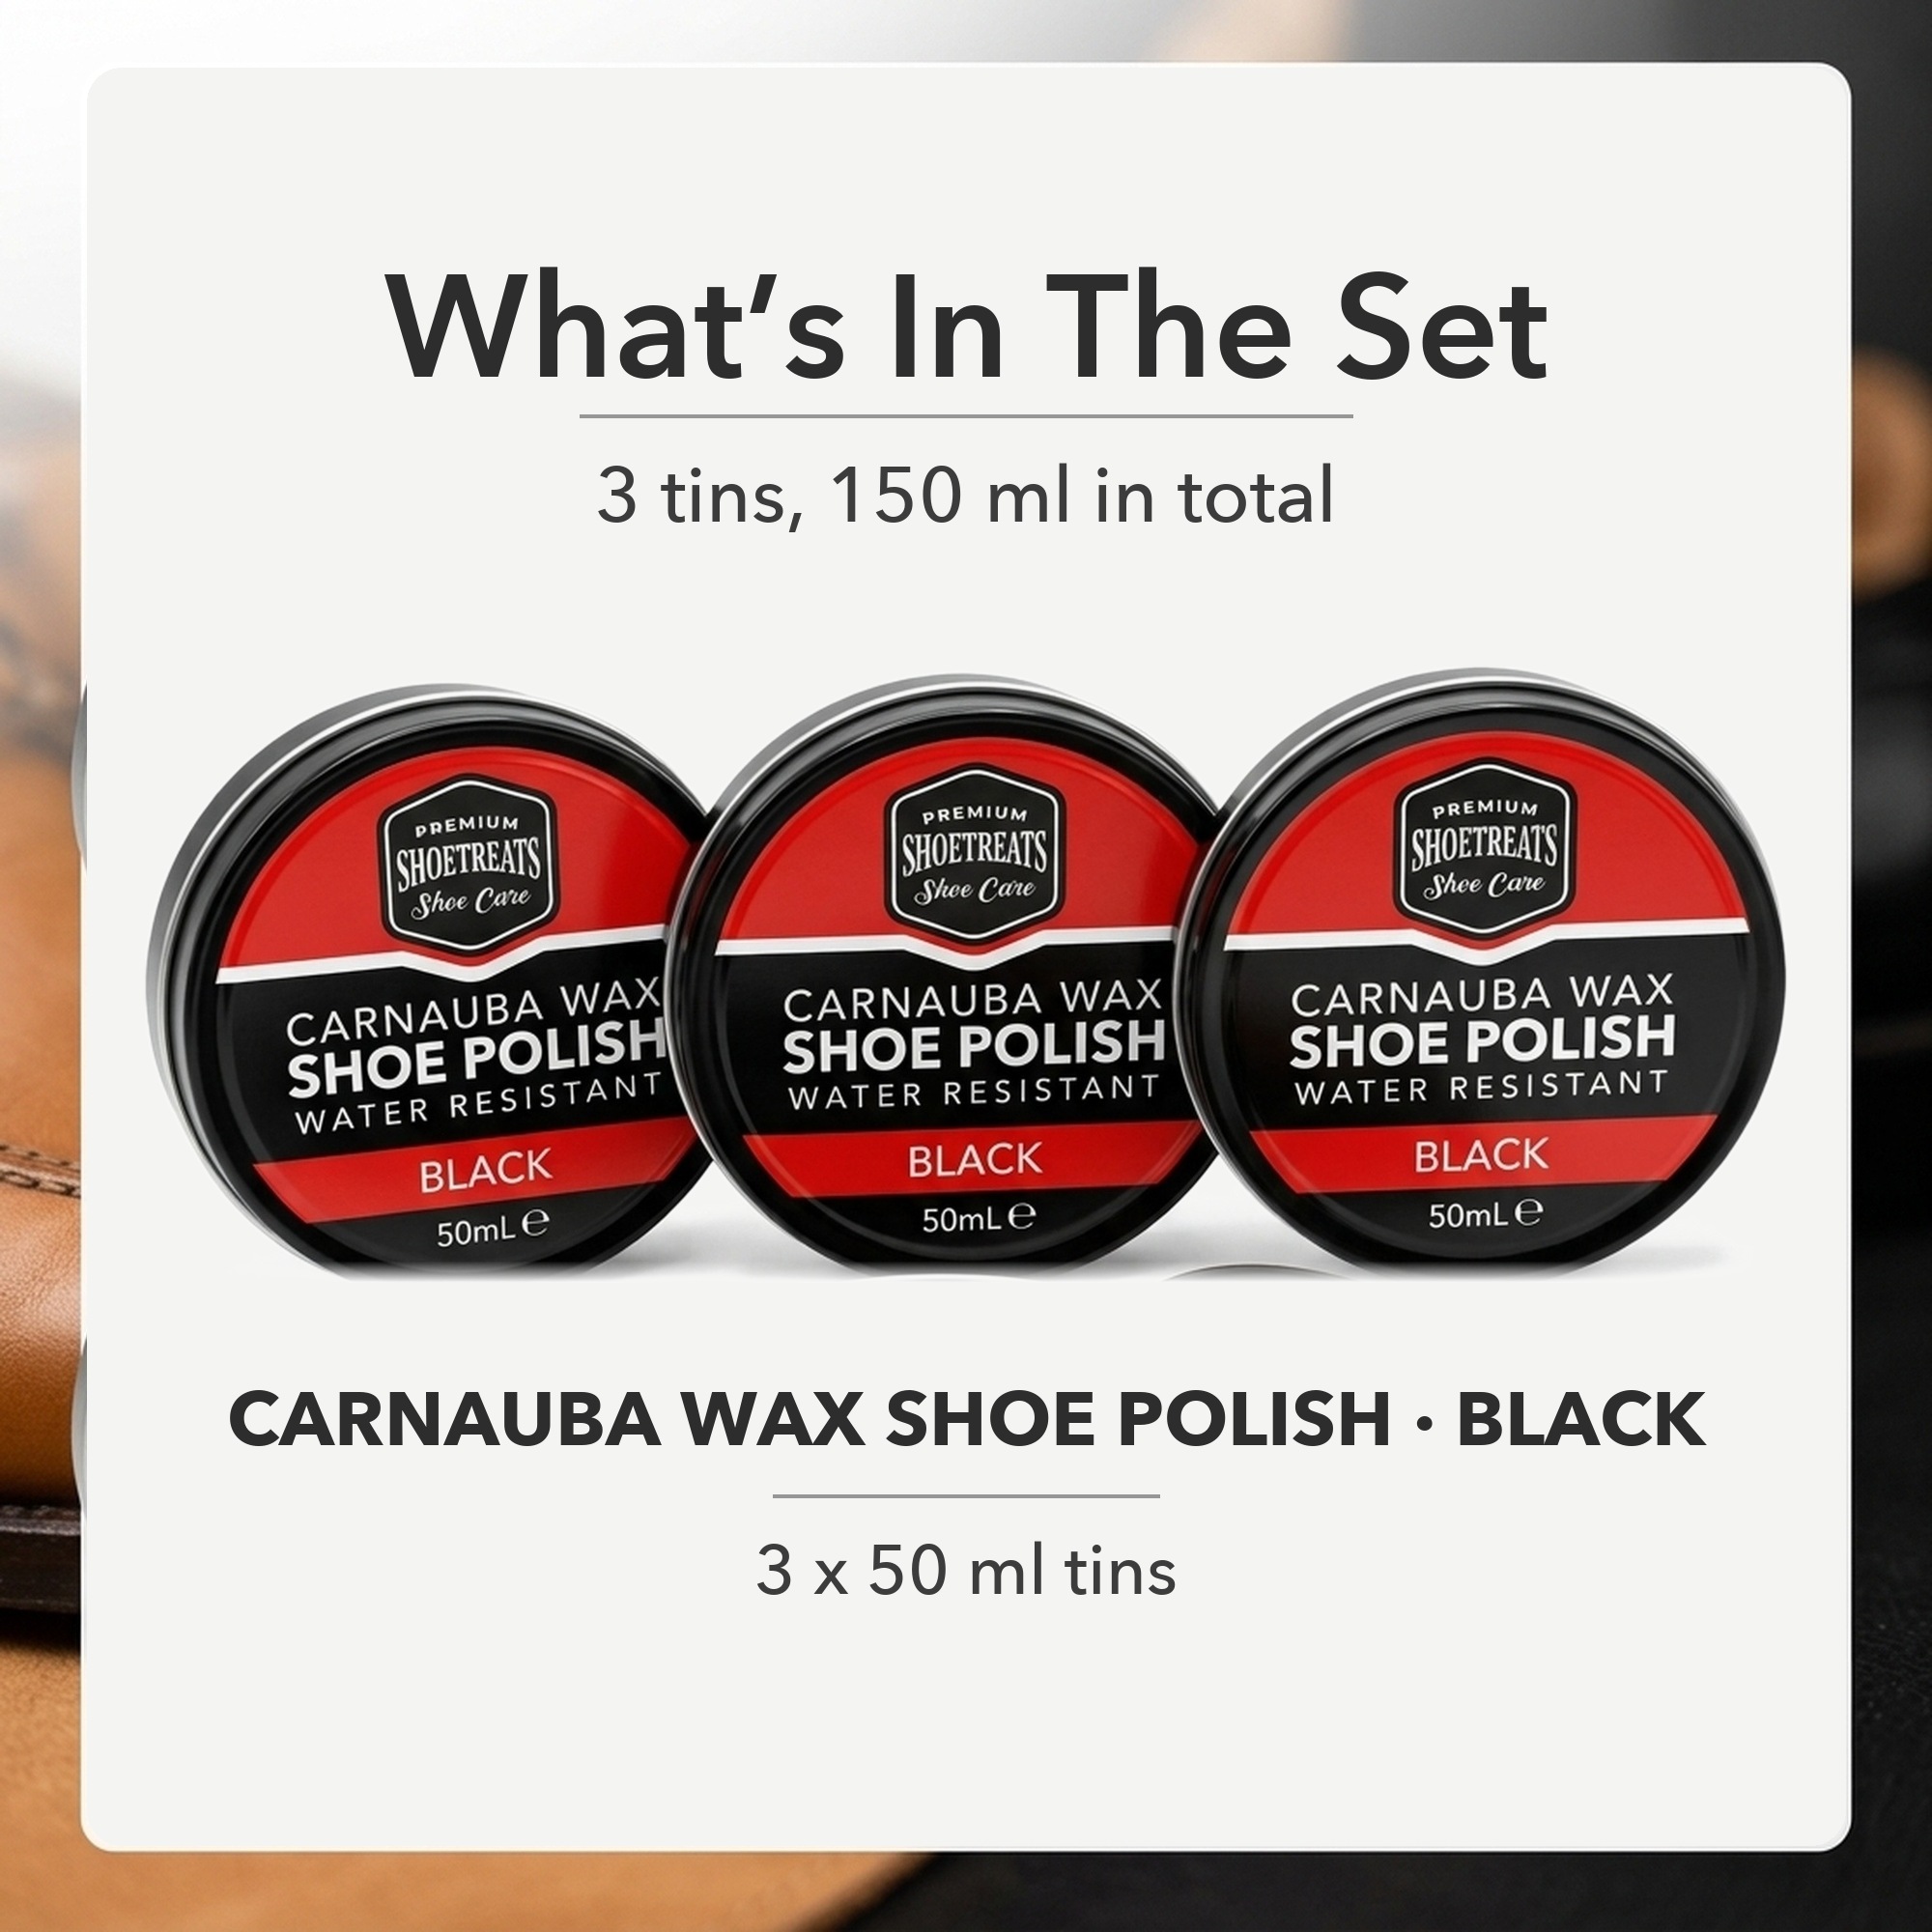 What's In The Set
3 tins, 150 ml in total
PREMIUM
SHOETREATS
Shoe Care
CARNAUBA WAX
SHOE POLISH
WATER RESISTANT
BLACK
50mL ℮
PREMIUM
SHOETREATS
Shoe Care
CARNAUBA WAX
SHOE POLISH
WATER RESISTANT
BLACK
50mL ℮
PREMIUM
SHOETREATS
Shoe Care
CARNAUBA WAX
SHOE POLISH
WATER RESISTANT
BLACK
50mL ℮
CARNAUBA WAX SHOE POLISH • BLACK
3 x 50 ml tins